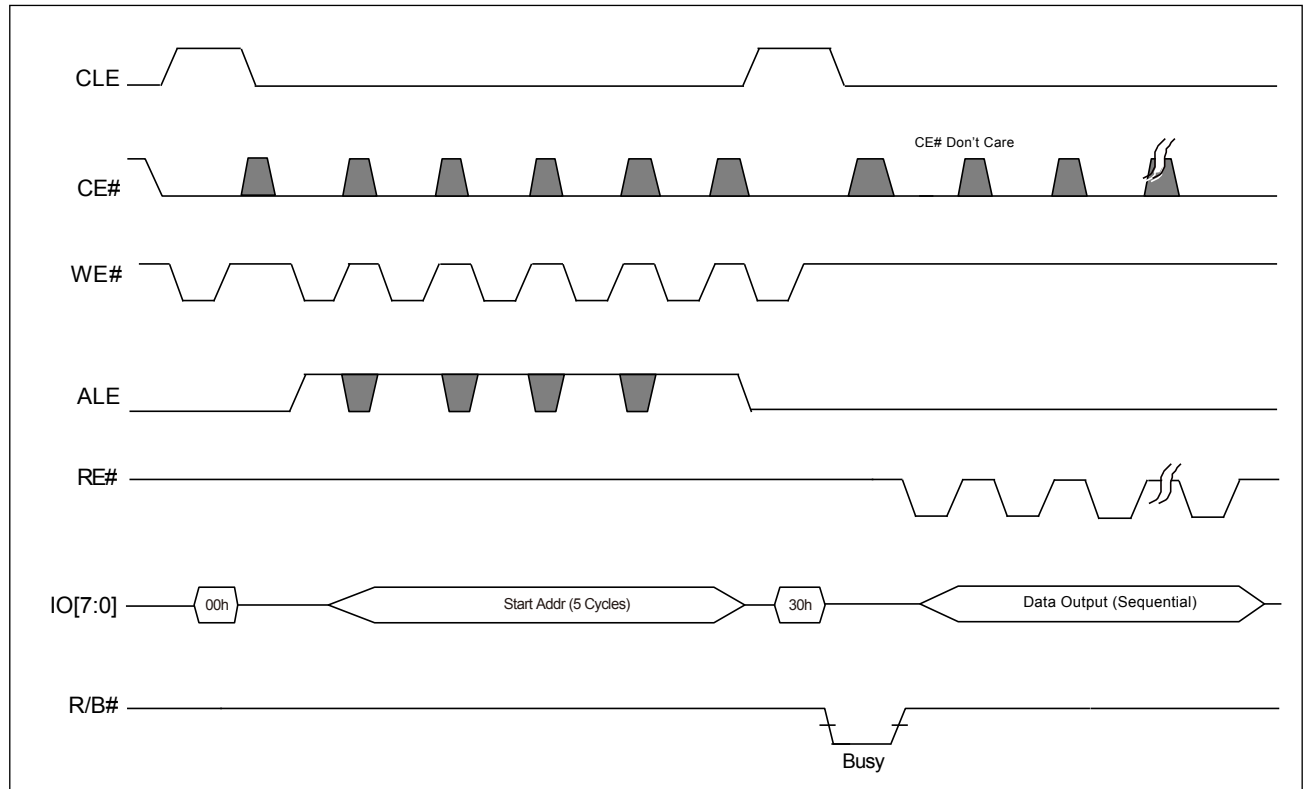 CLE
CE# Don't Care
CE#
WE#
ALE
RE#
IO[7:0] 00h Start Addr (5 Cycles) 30h Data Output (Sequential)
R/B#
Busy